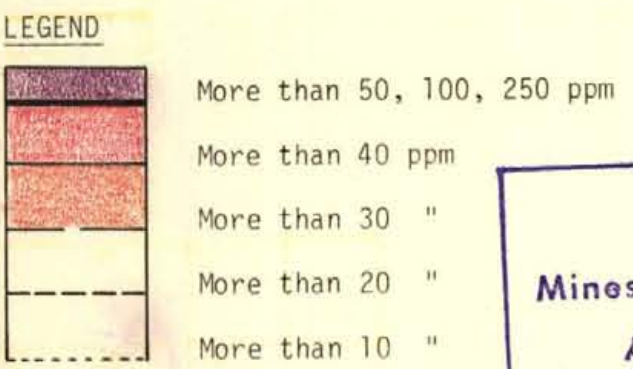 LEGEND
More than 50, 100, 250 ppm
More than 40 ppm
More than 30 "
More than 20 "
Mines
More than 10 "
A